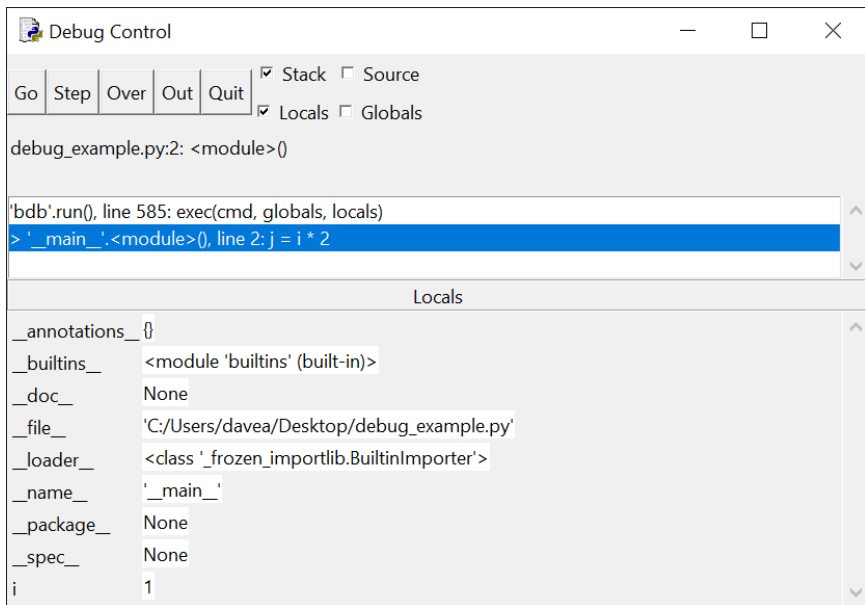 Debug Control
Go Step Over Out Quit
Stack Source
Locals Globals
debug_example.py:2: <module>()
'bdb'.run(), line 585: exec(cmd, globals, locals)
> '__main__'.<module>(), line 2: j = i * 2
Locals
__annotations__ {}
__builtins__ <module 'builtins' (built-in)>
__doc__ None
__file__ 'C:/Users/davea/Desktop/debug_example.py'
__loader__ <class '_frozen_importlib.BuiltinImporter'>
__name__ '__main__'
__package__ None
__spec__ None
i 1